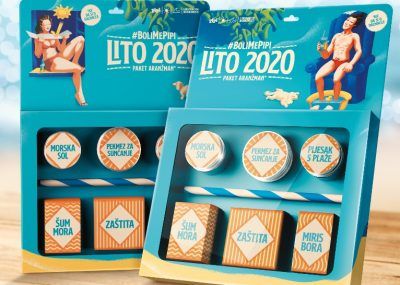 #BoliMePipi
LITO 2020
PAKET ARANŽMAN*
MORSKA
SOL
PEKMEZ ZA
SUNČANJE
ŠUM
MORA
ZAŠTITA
#BoliMePipi
LITO 2020
PAKET ARANŽMAN*
MORSKA
SOL
PEKMEZ ZA
SUNČANJE
PIJESAK
S PLAŽE
ŠUM
MORA
ZAŠTITA
MIRIS
BORA